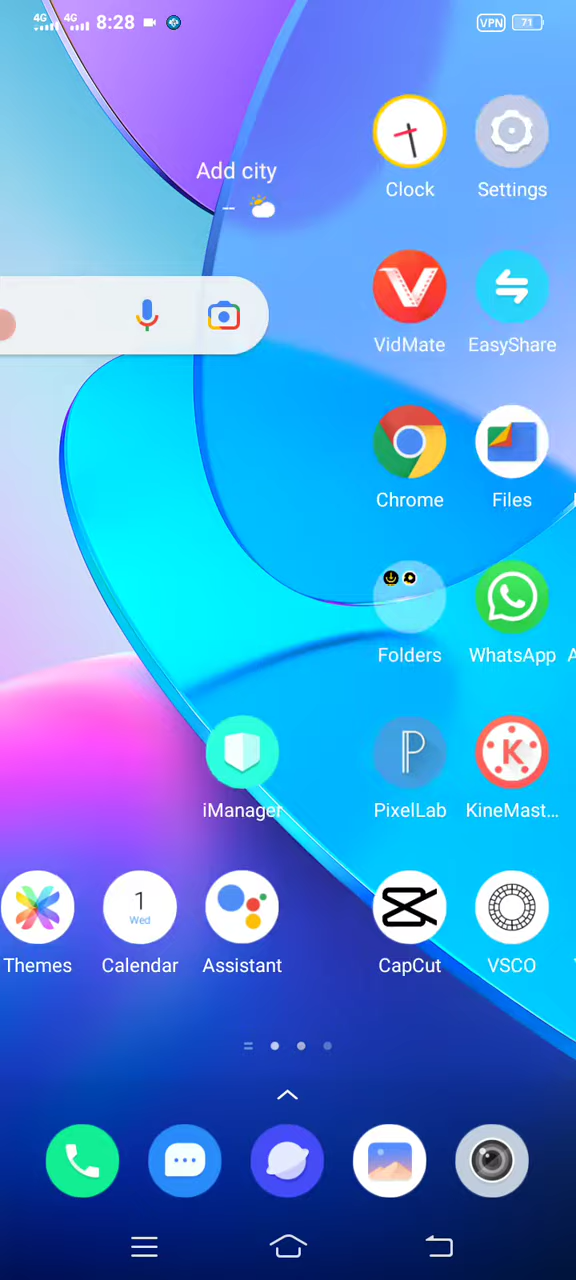 4G 4G 8:28 VPN 71
Add city
--
Clock Settings
VidMate EasyShare
Chrome Files
Folders WhatsApp A
P K
iManager PixelLab KineMast...
1
Wed
Themes Calendar Assistant CapCut VSCO